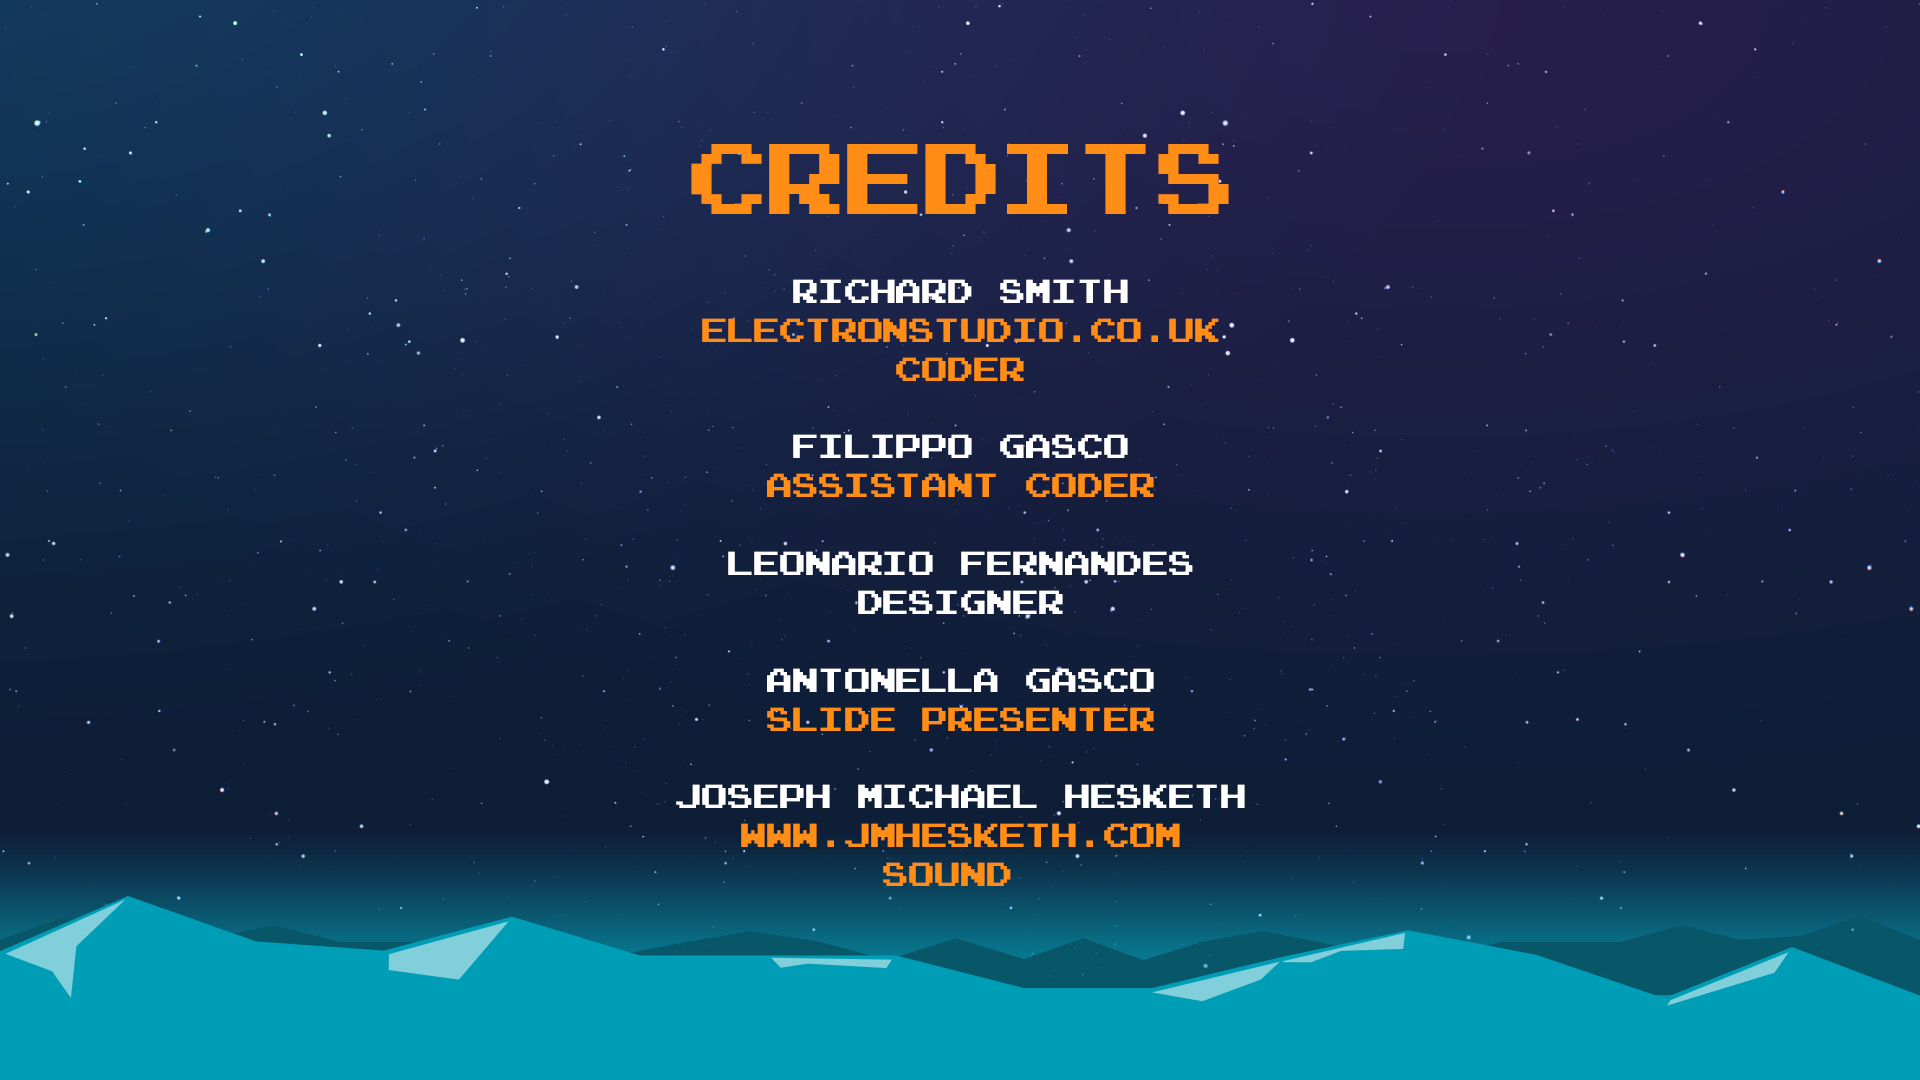 CREDITS
RICHARD SMITH
ELECTRONSTUDIO.CO.UK
CODER
FILIPPO GASCO
ASSISTANT CODER
LEONARIO FERNANDES
DESIGNER
ANTONELLA GASCO
SLIDE PRESENTER
JOSEPH MICHAEL HESKETH
WWW.JMHESKETH.COM
SOUND